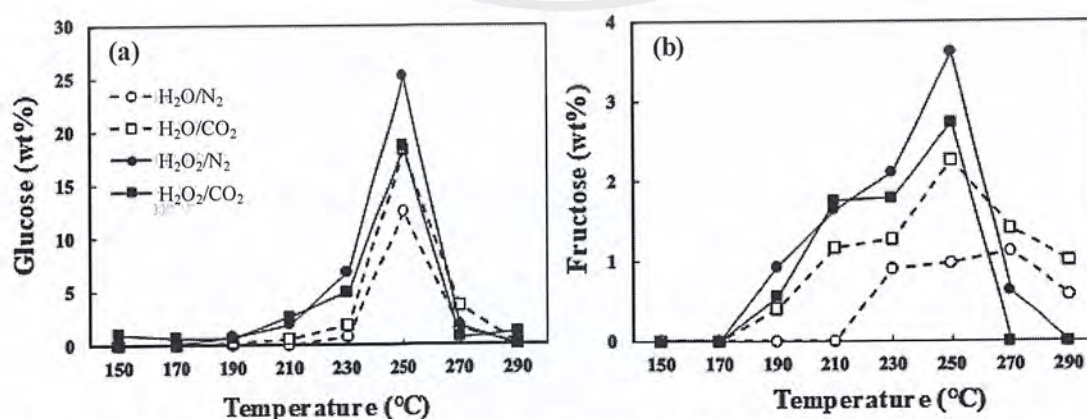 (a)
30
25
20
15
10
5
0
Glucose (wt%)
H₂O/N₂
H₂O/CO₂
H₂O₂/N₂
H₂O₂/CO₂
150 170 190 210 230 250 270 290
Temperature (°C)
(b)
4
3
2
1
0
Fructose (wt%)
150 170 190 210 230 250 270 290
Temperature (°C)